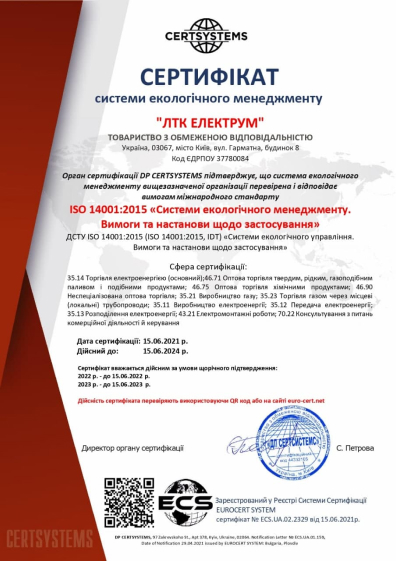 CERTSYSTEMS
СЕРТИФІКАТ
системи екологічного менеджменту
"ЛТК ЕЛЕКТРУМ"
ТОВАРИСТВО З ОБМЕЖЕНОЮ ВІДПОВІДАЛЬНІСТЮ
Україна, 03067, місто Київ, вул. Гарматна, будинок 8
Код ЄДРПОУ 37780084
Орган сертифікації DP CERTSYSTEMS підтверджує, що система екологічного
менеджменту вищезазначеної організації перевірена і відповідає
вимогам міжнародного стандарту
ISO 14001:2015 «Системи екологічного менеджменту.
Вимоги та настанови щодо застосування»
ДСТУ ISO 14001:2015 (ISO 14001:2015, IDT) «Системи екологічного управління.
Вимоги та настанови щодо застосування»
Сфера сертифікації:
35.14 Торгівля електроенергією (основний);46.71 Оптова торгівля твердим, рідким, газоподібним
паливом і подібними продуктами; 46.75 Оптова торгівля хімічними продуктами; 46.90
Неспеціалізована оптова торгівля; 35.21 Виробництво газу; 35.23 Торгівля газом через місцеві
(локальні) трубопроводи; 35.11 Виробництво електроенергії; 35.12 Передача електроенергії;
35.13 Розподілення електроенергії; 43.21 Електромонтажні роботи; 70.22 Консультування з питань
комерційної діяльності й керування
Дата сертифікації: 15.06.2021 р.
Дійсний до: 15.06.2024 р.
Сертифікат вважається дійсним за умови щорічного підтвердження:
2022 р. - до 15.06.2022 р.
2023 р. - до 15.06.2023 р.
Дійсність сертифіката перевіряють використовуючи QR код або на сайті euro-cert.net
Директор органу сертифікації
"ДП СЕРТСИСТЕМС"
С. Петрова
ECS
Зареєстрований у Реєстрі Системи Сертифікації
EUROCERT SYSTEM
сертифікат № ECS.UA.02.2329 від 15.06.2021р.
CERTSYSTEMS
DP CERTSYSTEMS, 97 Zaliznichne Sh., Apt 378, Kyiv, Ukraine, 02094. Notification Letter № ECS.UA.01.159,
Date of Notification 29.04.2021 issued by EUROCERT SYSTEM: Bulgaria, Plovdiv